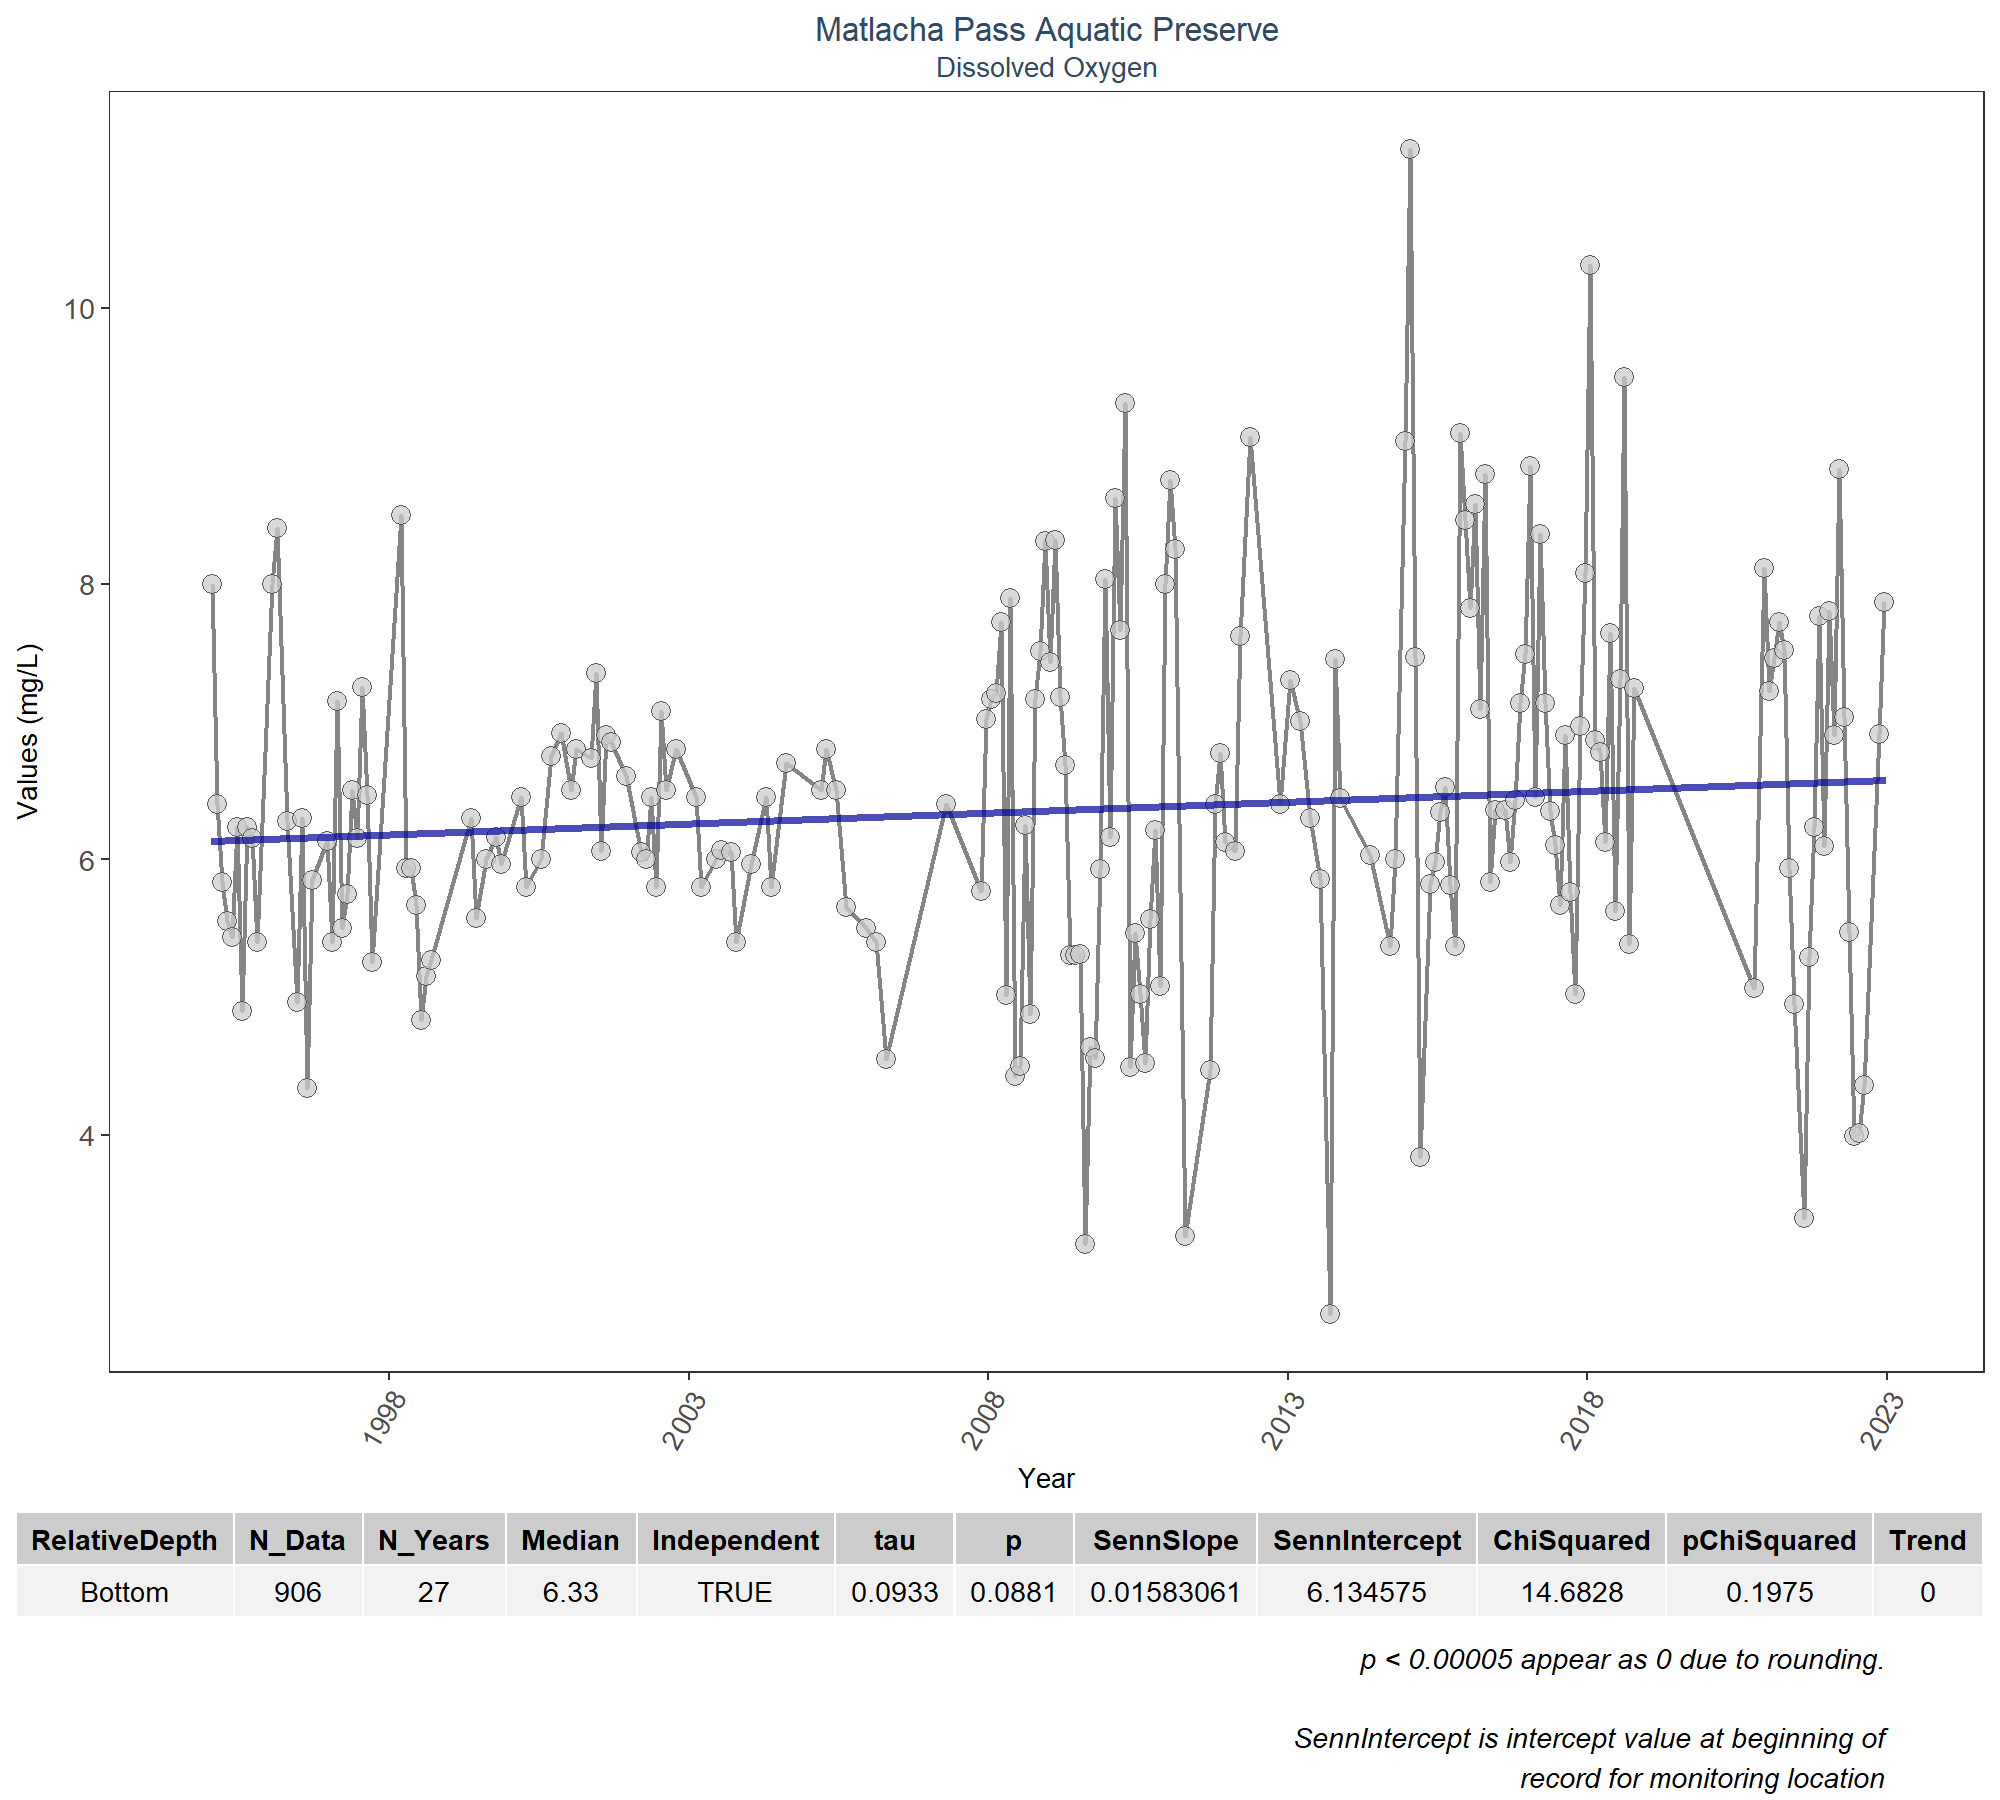 Matlacha Pass Aquatic Preserve
Dissolved Oxygen
Values (mg/L)
10
8
6
4
1998 2003 2008 2013 2018 2023
Year
RelativeDepth N_Data N_Years Median Independent tau p SennSlope SennIntercept ChiSquared pChiSquared Trend
Bottom 906 27 6.33 TRUE 0.0933 0.0881 0.01583061 6.134575 14.6828 0.1975 0
p < 0.00005 appear as 0 due to rounding.
SennIntercept is intercept value at beginning of
record for monitoring location